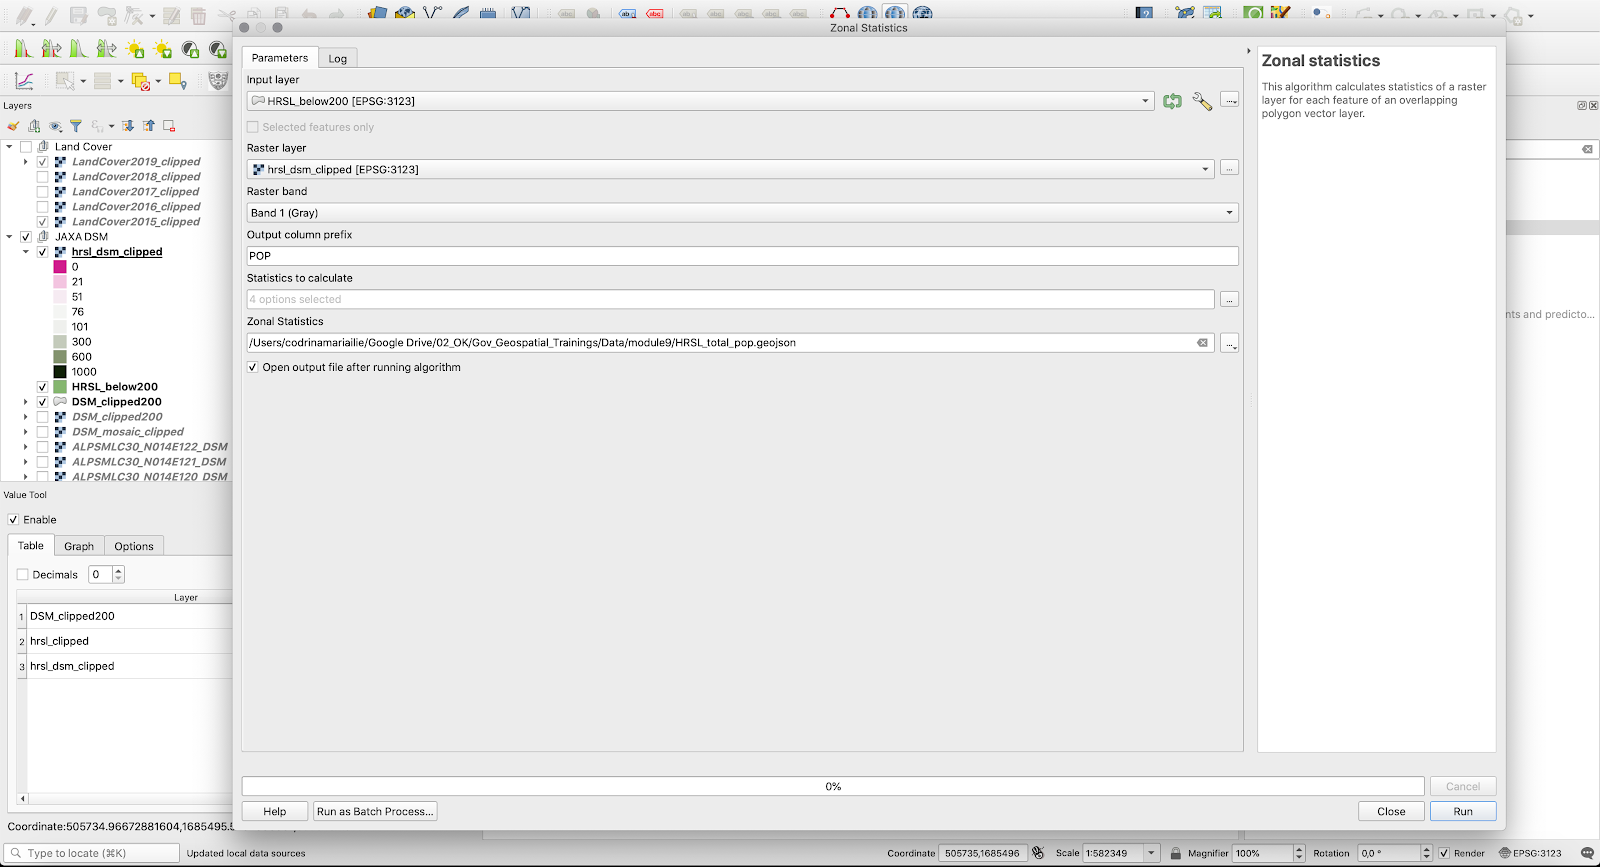 Zonal Statistics
Parameters
Log
Input layer
HRSL_below200 [EPSG:3123]
Selected features only
Raster layer
hrsl_dsm_clipped [EPSG:3123]
Raster band
Band 1 (Gray)
Output column prefix
POP
Statistics to calculate
4 options selected
Zonal Statistics
/Users/codrinamariailie/Google Drive/02_OK/Gov_Geospatial_Trainings/Data/module9/HRSL_total_pop.geojson
Open output file after running algorithm
0%
Cancel
Help
Run as Batch Process...
Close
Run
Zonal statistics
This algorithm calculates statistics of a raster
layer for each feature of an overlapping
polygon vector layer.
nts and predicto...
Layers
Land Cover
LandCover2019_clipped
LandCover2018_clipped
LandCover2017_clipped
LandCover2016_clipped
LandCover2015_clipped
JAXA DSM
hrsl_dsm_clipped
0
21
51
76
101
300
600
1000
HRSL_below200
DSM_clipped200
DSM_clipped200
DSM_mosaic_clipped
ALPSMLC30_N014E122_DSM
ALPSMLC30_N014E121_DSM
ALPSMLC30_N014E120_DSM
Value Tool
Enable
Table
Graph
Options
Decimals
0
Layer
1 DSM_clipped200
2 hrsl_clipped
3 hrsl_dsm_clipped
Coordinate:505734.96672881604,1685495.
Type to locate (⌘K)
Updated local data sources
Coordinate 505735,1685496
Scale 1:582349
Magnifier 100%
Rotation 0,0 °
Render
EPSG:3123